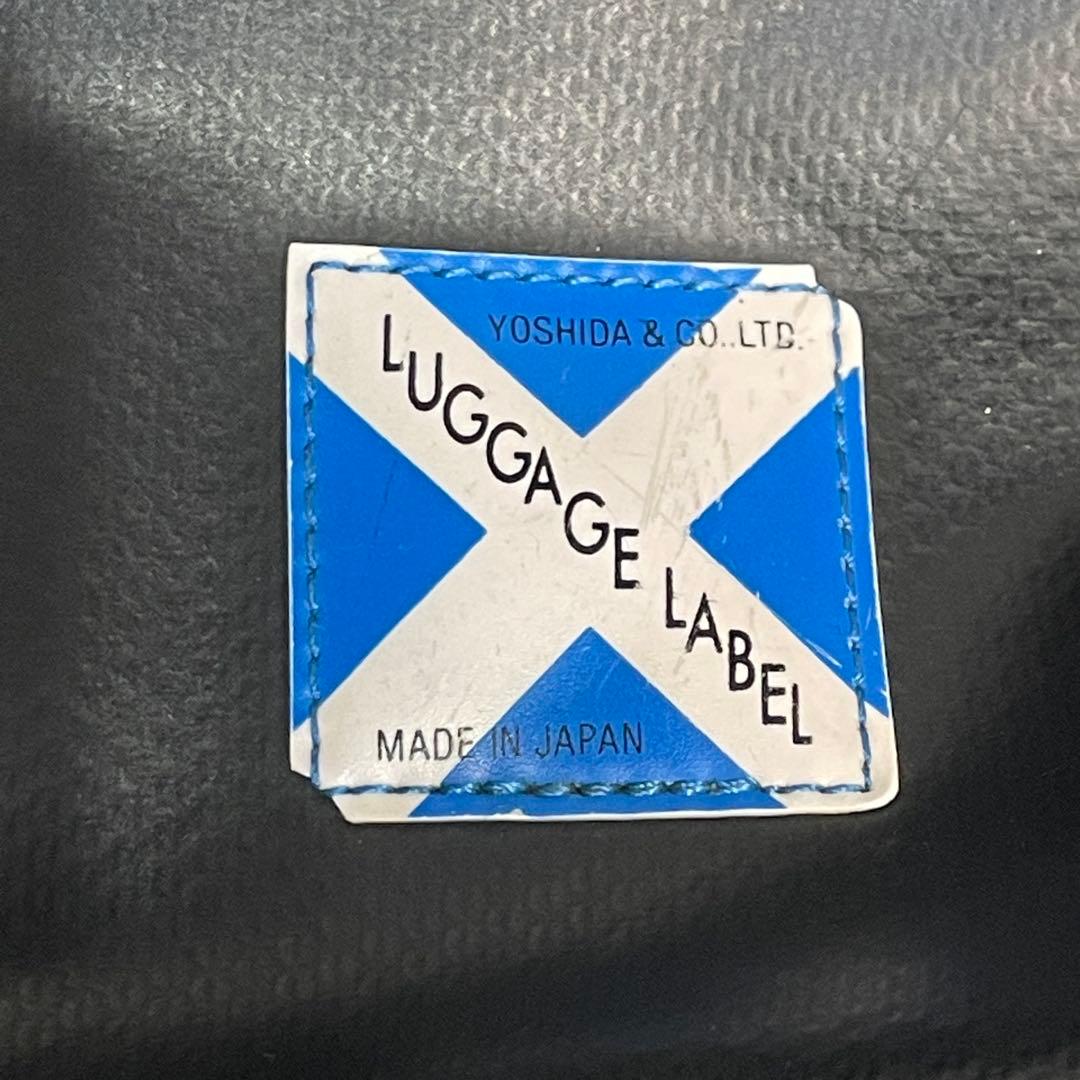 YOSHIDA & CO.,LTD.
LUGGAGE LABEL
MADE IN JAPAN